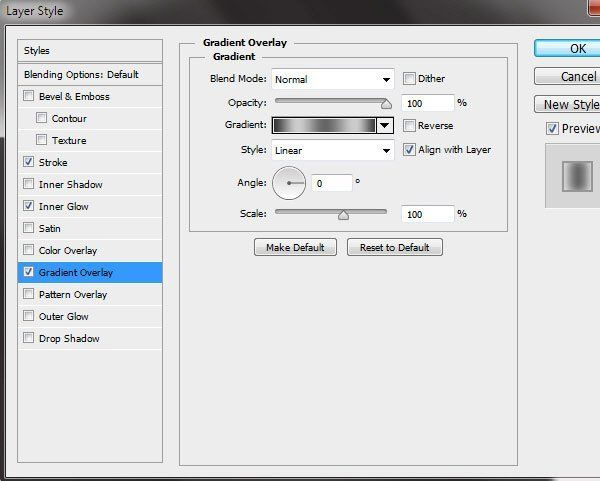 Layer Style
Styles
Blending Options: Default
Bevel & Emboss
Contour
Texture
Stroke
Inner Shadow
Inner Glow
Satin
Color Overlay
Gradient Overlay
Pattern Overlay
Outer Glow
Drop Shadow
Gradient Overlay
Gradient
Blend Mode: Normal Dither
Opacity: 100 %
Gradient: Reverse
Style: Linear Align with Layer
Angle: 0 °
Scale: 100 %
Make Default Reset to Default
OK
Cancel
New Style
Preview